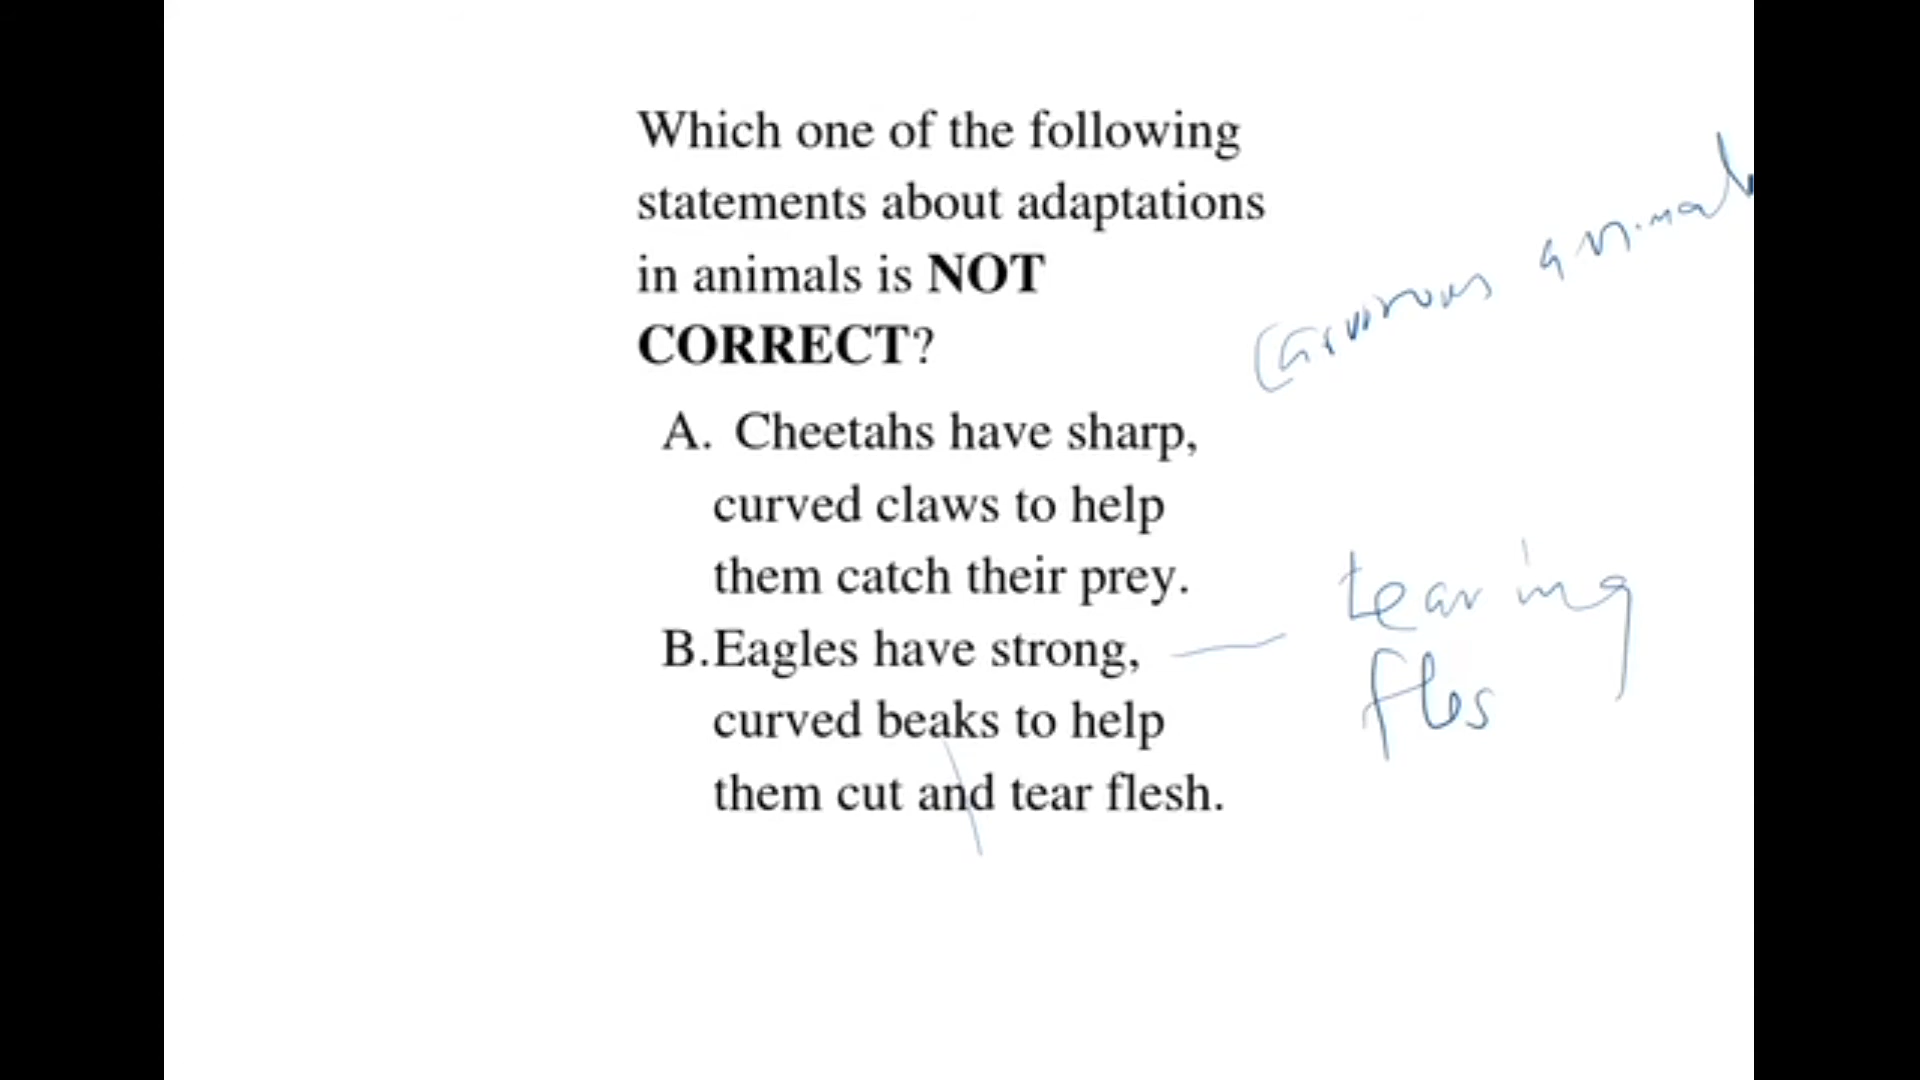 Which one of the following
statements about adaptations
in animals is NOT
CORRECT?
A. Cheetahs have sharp,
curved claws to help
them catch their prey.
B.Eagles have strong,
curved beaks to help
them cut and tear flesh.
tearing